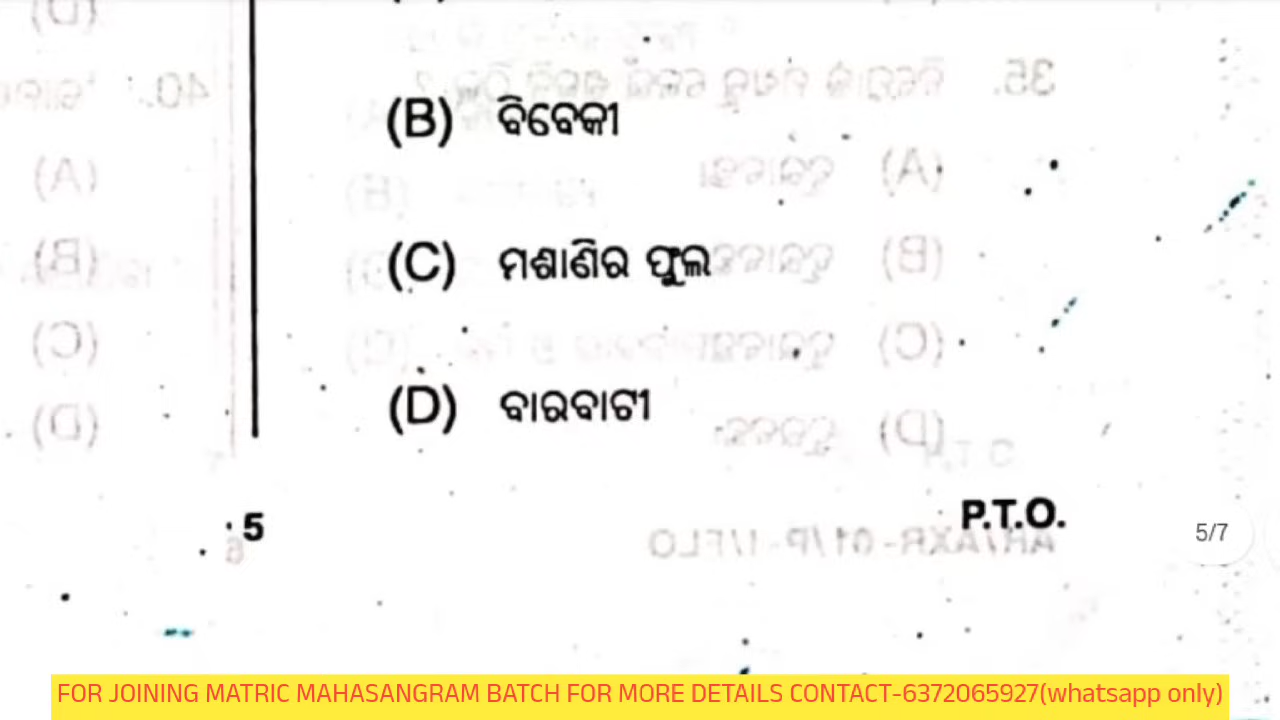 (B) ବିବେକୀ
(C) ମଶାଣିର ଫୁଲ
(D) ବାରବାଟୀ
5
P.T.O.
5/7
FOR JOINING MATRIC MAHASANGRAM BATCH FOR MORE DETAILS CONTACT-6372065927(whatsapp only)